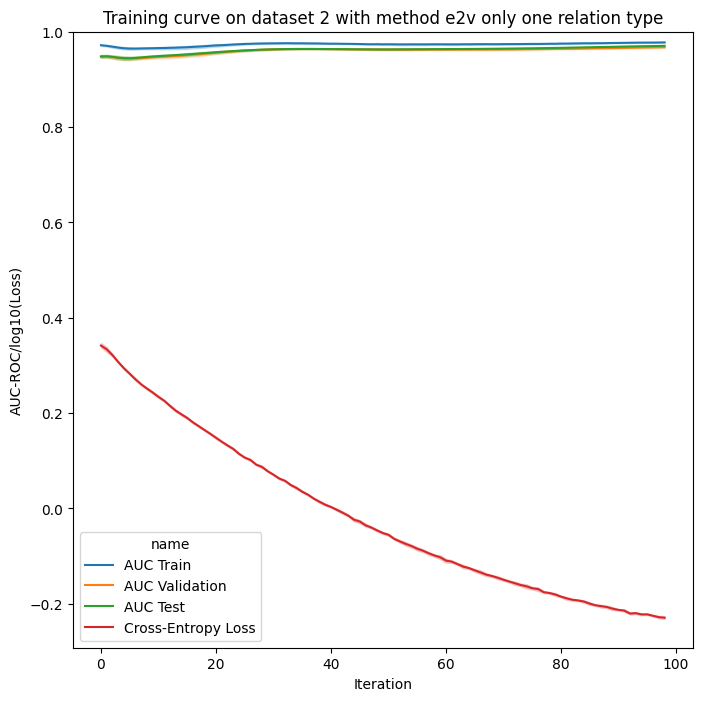 Training curve on dataset 2 with method e2v only one relation type
AUC-ROC/log10(Loss)
1.0
0.8
0.6
0.4
0.2
0.0
−0.2
name
AUC Train
AUC Validation
AUC Test
Cross-Entropy Loss
0 20 40 60 80 100
Iteration